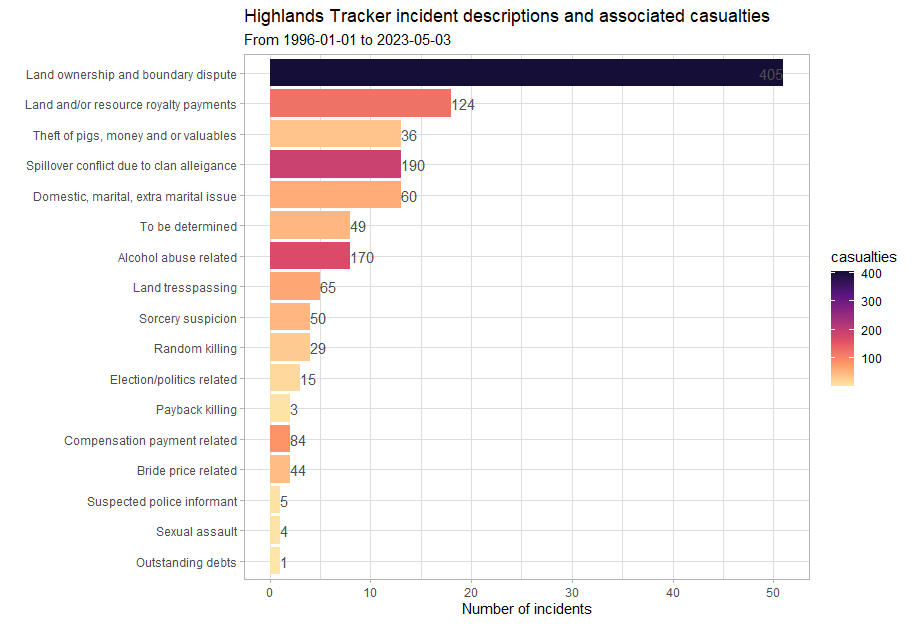 Highlands Tracker incident descriptions and associated casualties
From 1996-01-01 to 2023-05-03
Land ownership and boundary dispute 405
Land and/or resource royalty payments 124
Theft of pigs, money and or valuables 36
Spillover conflict due to clan alleigance 190
Domestic, marital, extra marital issue 60
To be determined 49
Alcohol abuse related 170
Land tresspassing 65
Sorcery suspicion 50
Random killing 29
Election/politics related 15
Payback killing 3
Compensation payment related 84
Bride price related 44
Suspected police informant 5
Sexual assault 4
Outstanding debts 1
0 10 20 30 40 50
Number of incidents
casualties
400
300
200
100